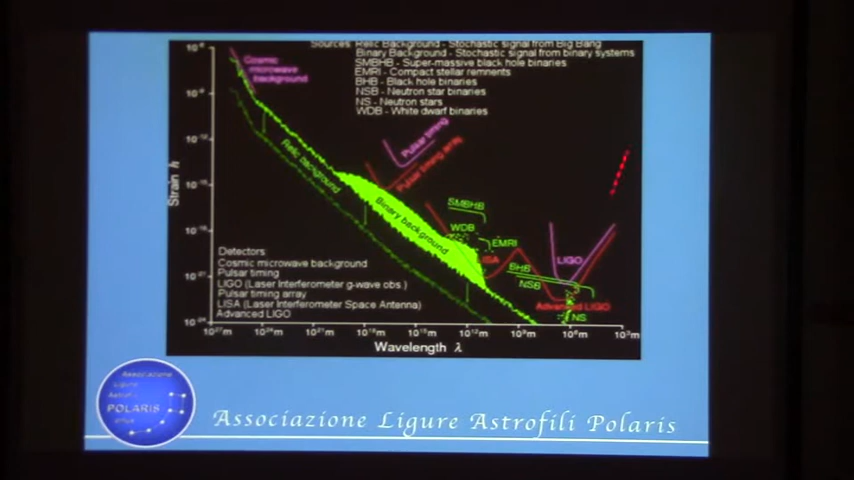 Sources: Relic Background - Stochastic signal from Big Bang
Binary Background - Stochastic signal from binary systems
SMBHB - Super-massive black hole binaries
EMRI - Compact stellar remnents
BHB - Black hole binaries
NSB - Neutron star binaries
NS - Neutron stars
WDB - White dwarf binaries
Cosmic
microwave
background
Pulsar timing
Pulsar timing array
Relic background
Binary background
SMBHB
WDB
EMRI
LISA
LIGO
BHB
NSB
Advanced LIGO
NS
Strain h
Detectors
Cosmic microwave background
Pulsar timing
LIGO (Laser Interferometer g-wave obs.)
Pulsar timing array
LISA (Laser Interferometer Space Antenna)
Advanced LIGO
Wavelength λ
Associazione
Ligure
POLARIS
Associazione Ligure Astrofili Polaris